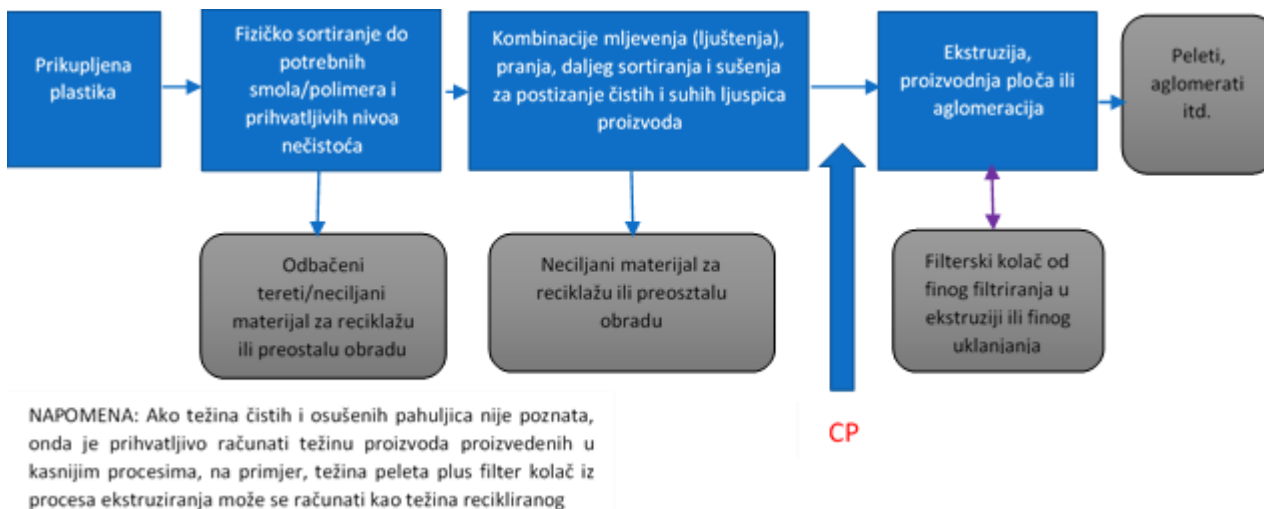 Prikupljena
plastika
Fizičko sortiranje do
potrebnih
smola/polimera i
prihvatljivih nivoa
nečistoća
Kombinacije mljevenja (ljuštenja),
pranja, daljeg sortiranja i sušenja
za postizanje čistih i suhih ljuspica
proizvoda
Ekstruzija,
proizvodnja ploča ili
aglomeracija
Peleti,
aglomerati
itd.
Odbačeni
tereti/neciljani
materijal za reciklažu
ili preostalu obradu
Neciljani materijal za
reciklažu ili preosztalu
obradu
Filterski kolač od
finog filtriranja u
ekstruziji ili finog
uklanjanja
CP
NAPOMENA: Ako težina čistih i osušenih pahuljica nije poznata,
onda je prihvatljivo računati težinu proizvoda proizvedenih u
kasnijim procesima, na primjer, težina peleta plus filter kolač iz
procesa ekstruziranja može se računati kao težina recikliranog